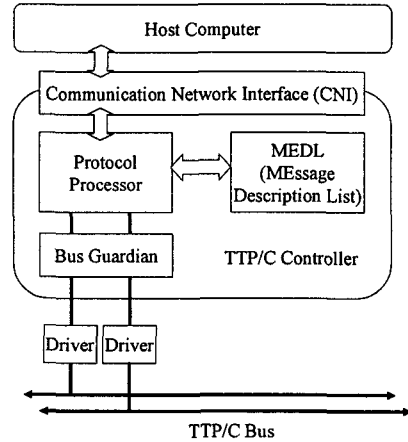 Host Computer
Communication Network Interface (CNI)
Protocol
Processor
MEDL
(MEssage
Description List)
Bus Guardian
TTP/C Controller
Driver
Driver
TTP/C Bus